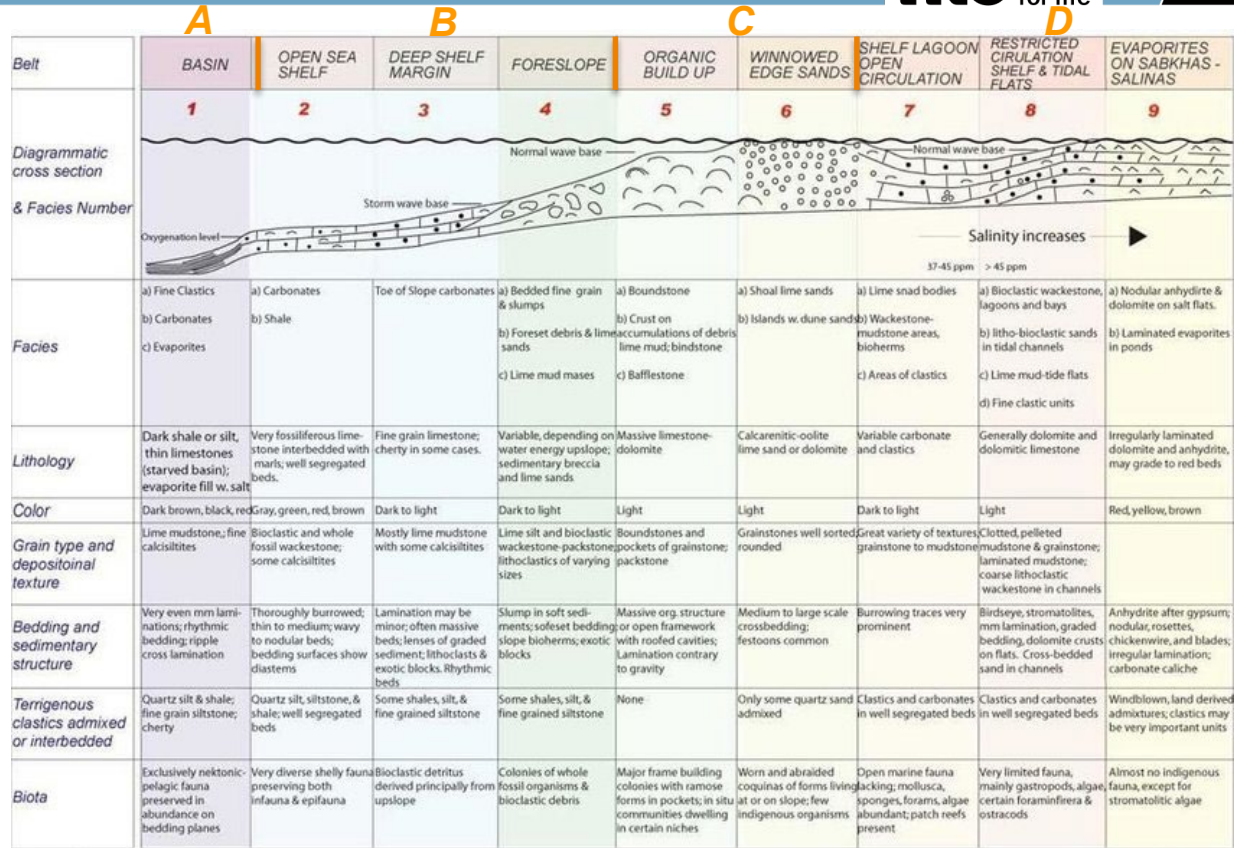 for life
A
B
C
D
Belt
BASIN
OPEN SEA
SHELF
DEEP SHELF
MARGIN
FORESLOPE
ORGANIC
BUILD UP
WINNOWED
EDGE SANDS
SHELF LAGOON
OPEN
CIRCULATION
RESTRICTED
CIRULATION
SHELF & TIDAL
FLATS
EVAPORITES
ON SABKHAS -
SALINAS
1
2
3
4
5
6
7
8
9
Diagrammatic
cross section
& Facies Number
Oxygenation level
Storm wave base
Normal wave base
Normal wave base
Salinity increases
37-45 ppm
> 45 ppm
Facies
a) Fine Clastics
b) Carbonates
c) Evaporites
a) Carbonates
b) Shale
Toe of Slope carbonates
a) Bedded fine grain
& slumps
b) Foreset debris & lime
sands
c) Lime mud mases
a) Boundstone
b) Crust on
accumulations of debris
lime mud; bindstone
c) Bafflestone
a) Shoal lime sands
b) Islands w. dune sands
a) Lime snad bodies
b) Wackestone-
mudstone areas,
bioherms
c) Areas of clastics
a) Bioclastic wackestone,
lagoons and bays
b) litho-bioclastic sands
in tidal channels
c) Lime mud-tide flats
d) Fine clastic units
a) Nodular anhydirte &
dolomite on salt flats.
b) Laminated evaporites
in ponds
Lithology
Dark shale or silt,
thin limestones
(starved basin);
evaporite fill w. salt
Very fossiliferous lime-
stone interbedded with
marls; well segregated
beds.
Fine grain limestone;
cherty in some cases.
Variable, depending on
water energy upslope;
sedimentary breccia
and lime sands
Massive limestone-
dolomite
Calcarenitic-oolite
lime sand or dolomite
Variable carbonate
and clastics
Generally dolomite and
dolomitic limestone
Irregularly laminated
dolomite and anhydrite,
may grade to red beds
Color
Dark brown, black, red
Gray, green, red, brown
Dark to light
Dark to light
Light
Light
Dark to light
Light
Red, yellow, brown
Grain type and
depositoinal
texture
Lime mudstone,; fine
calcisiltites
Bioclastic and whole
fossil wackestone;
some calcisiltites
Mostly lime mudstone
with some calcisiltites
Lime silt and bioclastic
wackestone-packstone;
lithoclastics of varying
sizes
Boundstones and
pockets of grainstone;
packstone
Grainstones well sorted;
rounded
Great variety of textures;
grainstone to mudstone
Clotted, pelleted
mudstone & grainstone;
laminated mudstone;
coarse lithoclastic
wackestone in channels
Bedding and
sedimentary
structure
Very even mm lami-
nations; rhythmic
bedding; ripple
cross lamination
Thoroughly burrowed;
thin to medium; wavy
to nodular beds;
bedding surfaces show
diastems
Lamination may be
minor; often massive
beds; lenses of graded
sediment; lithoclasts &
exotic blocks. Rhythmic
beds
Slump in soft sedi-
ments; sofeset bedding;
slope bioherms; exotic
blocks
Massive org. structure
or open framework
with roofed cavities;
Lamination contrary
to gravity
Medium to large scale
crossbedding;
festoons common
Burrowing traces very
prominent
Birdseye, stromatolites,
mm lamination, graded
bedding, dolomite crusts
on flats. Cross-bedded
sand in channels
Anhydrite after gypsum;
nodular, rosettes,
chickenwire, and blades;
irregular lamination;
carbonate caliche
Terrigenous
clastics admixed
or interbedded
Quartz silt & shale;
fine grain siltstone;
cherty
Quartz silt, siltstone, &
shale; well segregated
beds
Some shales, silt, &
fine grained siltstone
Some shales, silt, &
fine grained siltstone
None
Only some quartz sand
admixed
Clastics and carbonates
in well segregated beds
Clastics and carbonates
in well segregated beds
Windblown, land derived
admixtures; clastics may
be very important units
Biota
Exclusively nektonic-
pelagic fauna
preserved in
abundance on
bedding planes
Very diverse shelly fauna
preserving both
infauna & epifauna
Bioclastic detritus
derived principally from
upslope
Colonies of whole
fossil organisms &
bioclastic debris
Major frame building
colonies with ramose
forms in pockets; in situ
communities dwelling
in certain niches
Worn and abraided
coquinas of forms living
at or on slope; few
indigenous organisms
Open marine fauna
lacking; mollusca,
sponges, forams, algae
abundant; patch reefs
present
Very limited fauna,
mainly gastropods, algae,
certain foraminfirera &
ostracods
Almost no indigenous
fauna, except for
stromatolitic algae